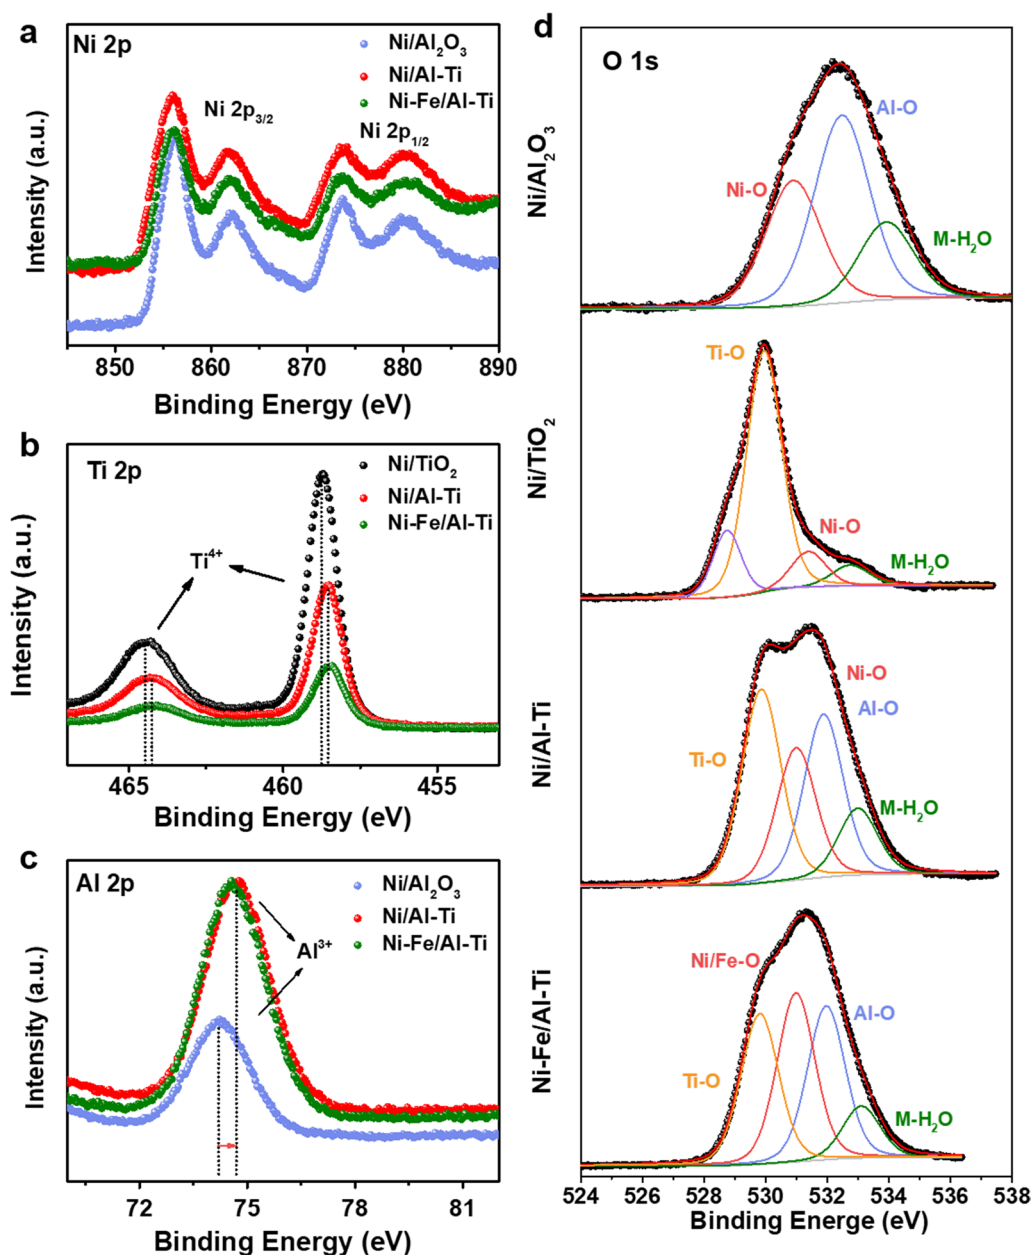 a
Ni 2p
Ni/Al₂O₃
Ni/Al-Ti
Ni-Fe/Al-Ti
Ni 2p₃/₂
Ni 2p₁/₂
Intensity (a.u.)
850 860 870 880 890
Binding Energy (eV)
b
Ti 2p
Ni/TiO₂
Ni/Al-Ti
Ni-Fe/Al-Ti
Ti⁴⁺
Intensity (a.u.)
465 460 455
Binding Energy (eV)
c
Al 2p
Ni/Al₂O₃
Ni/Al-Ti
Ni-Fe/Al-Ti
Al³⁺
Intensity (a.u.)
72 75 78 81
Binding Energy (eV)
d
O 1s
Ni/Al₂O₃
Al-O
Ni-O
M-H₂O
Ni/TiO₂
Ti-O
Ni-O
M-H₂O
Ni/Al-Ti
Ni-O
Al-O
Ti-O
M-H₂O
Ni-Fe/Al-Ti
Ni/Fe-O
Al-O
Ti-O
M-H₂O
524 526 528 530 532 534 536 538
Binding Energe (eV)